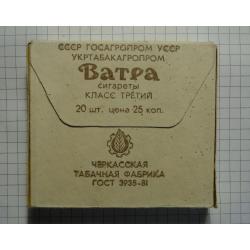 СССР ГОСАГРОПРОМ УССР
УКРТАБАКАГРОПРОМ
Ватра
сигареты
КЛАСС ТРЕТИЙ
20 шт. цена 25 коп.
ЧЕРКАССКАЯ
ТАБАЧНАЯ ФАБРИКА
ГОСТ 3935-81